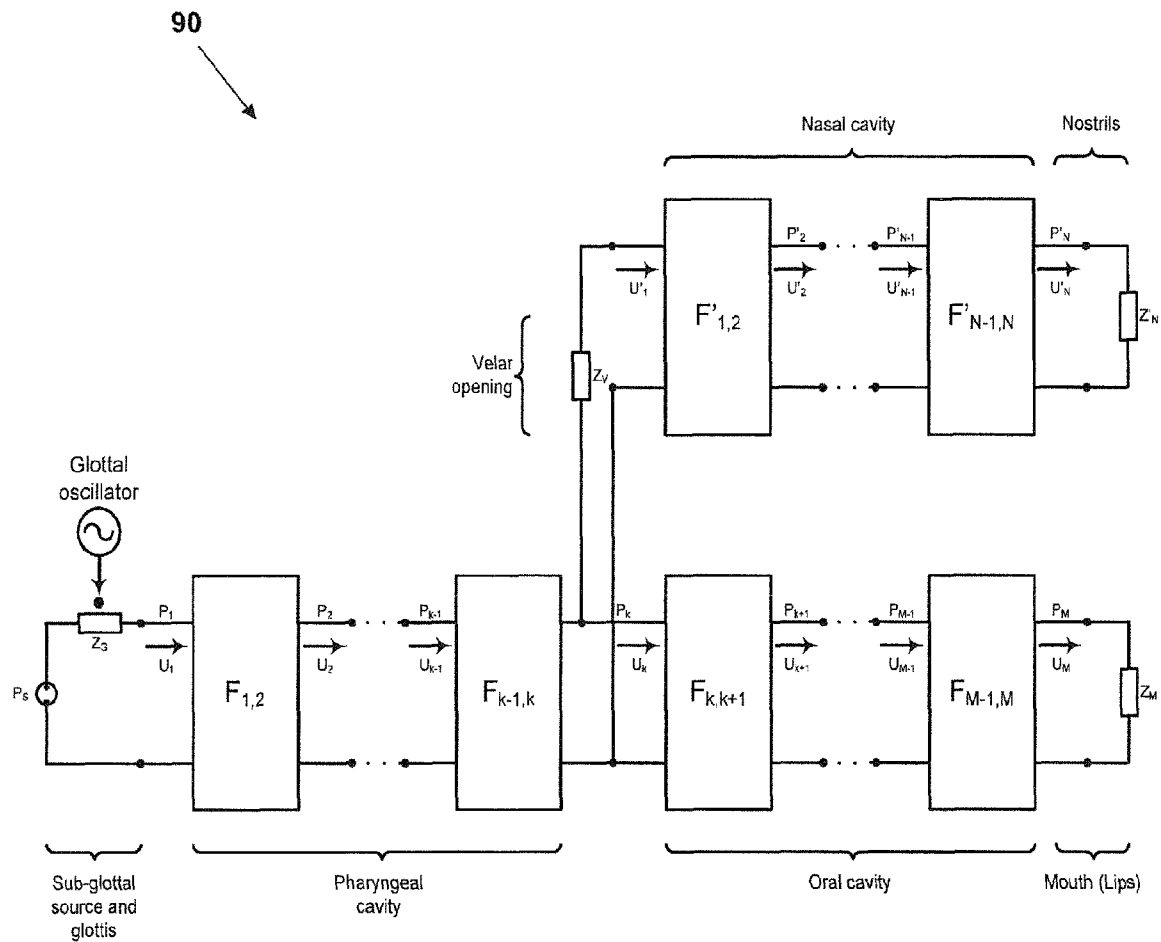 90
Nasal cavity
Nostrils
P'2
P'N-1
P'N
U'1
U'2
U'N-1
U'N
F'1,2
F'N-1,N
Z'N
Velar
opening
ZV
Glottal
oscillator
P1
P2
Pk-1
Pk
Pk+1
PM-1
PM
Z3
U1
U2
Uk-1
Uk
Uk+1
UM-1
UM
PS
F1,2
Fk-1,k
Fk,k+1
FM-1,M
ZM
Sub-glottal
source and
glottis
Pharyngeal
cavity
Oral cavity
Mouth (Lips)